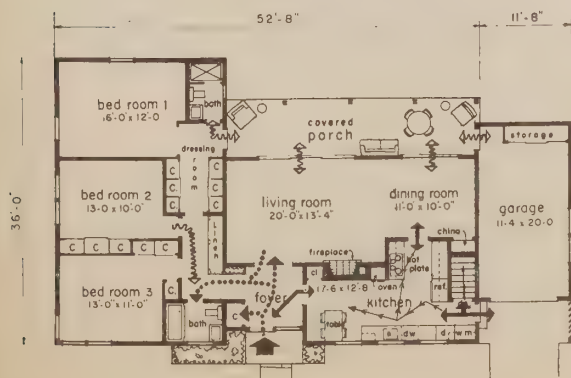 52'-8"
11'-8"
36'-0"
bed room 1
16'-0 x 12'-0
bath
covered
porch
storage
dressing
room
C
C
C
C
C
C
bed room 2
13-0 x 10'-0"
living room
20'-0 x 13'-4"
dining room
11'-0" x 10'-0"
garage
11-4 x 20-0
Linen
china
C
C
C
C
C
fireplace
hot
plate
cl
17-6 x 12'-8
oven
ref.
bed room 3
13'-0" x 11'-0"
C
foyer
kitchen
bath
C
table
s
dw
d
wm